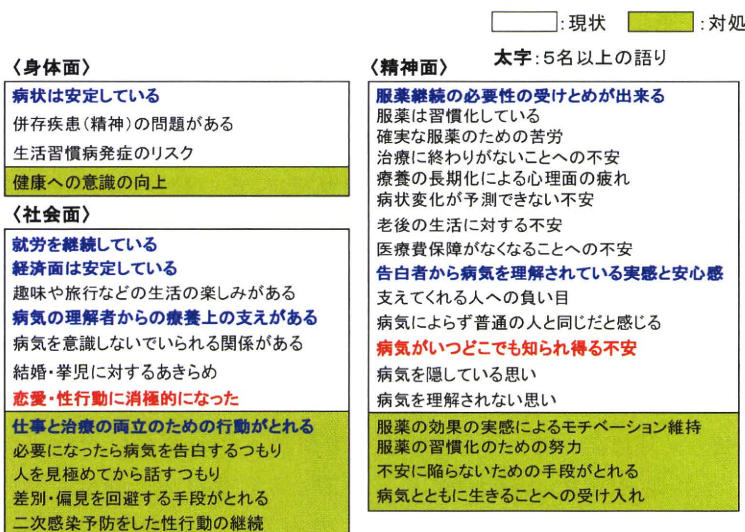 :現状
:対処
太字:5名以上の語り
〈身体面〉
病状は安定している
併存疾患(精神)の問題がある
生活習慣病発症のリスク
健康への意識の向上
〈社会面〉
就労を継続している
経済面は安定している
趣味や旅行などの生活の楽しみがある
病気の理解者からの療養上の支えがある
病気を意識しないでいられる関係がある
結婚・挙児に対するあきらめ
恋愛・性行動に消極的になった
仕事と治療の両立のための行動がとれる
必要になったら病気を告白するつもり
人を見極めてから話すつもり
差別・偏見を回避する手段がとれる
二次感染予防をした性行動の継続
〈精神面〉
服薬継続の必要性の受けとめが出来る
服薬は習慣化している
確実な服薬のための苦労
治療に終わりがないことへの不安
療養の長期化による心理面の疲れ
病状変化が予測できない不安
老後の生活に対する不安
医療費保障がなくなることへの不安
告白者から病気を理解されている実感と安心感
支えてくれる人への負い目
病気によらず普通の人と同じだと感じる
病気がいつどこでも知られ得る不安
病気を隠している思い
病気を理解されない思い
服薬の効果の実感によるモチベーション維持
服薬の習慣化のための努力
不安に陥らないための手段がとれる
病気とともに生きることへの受け入れ